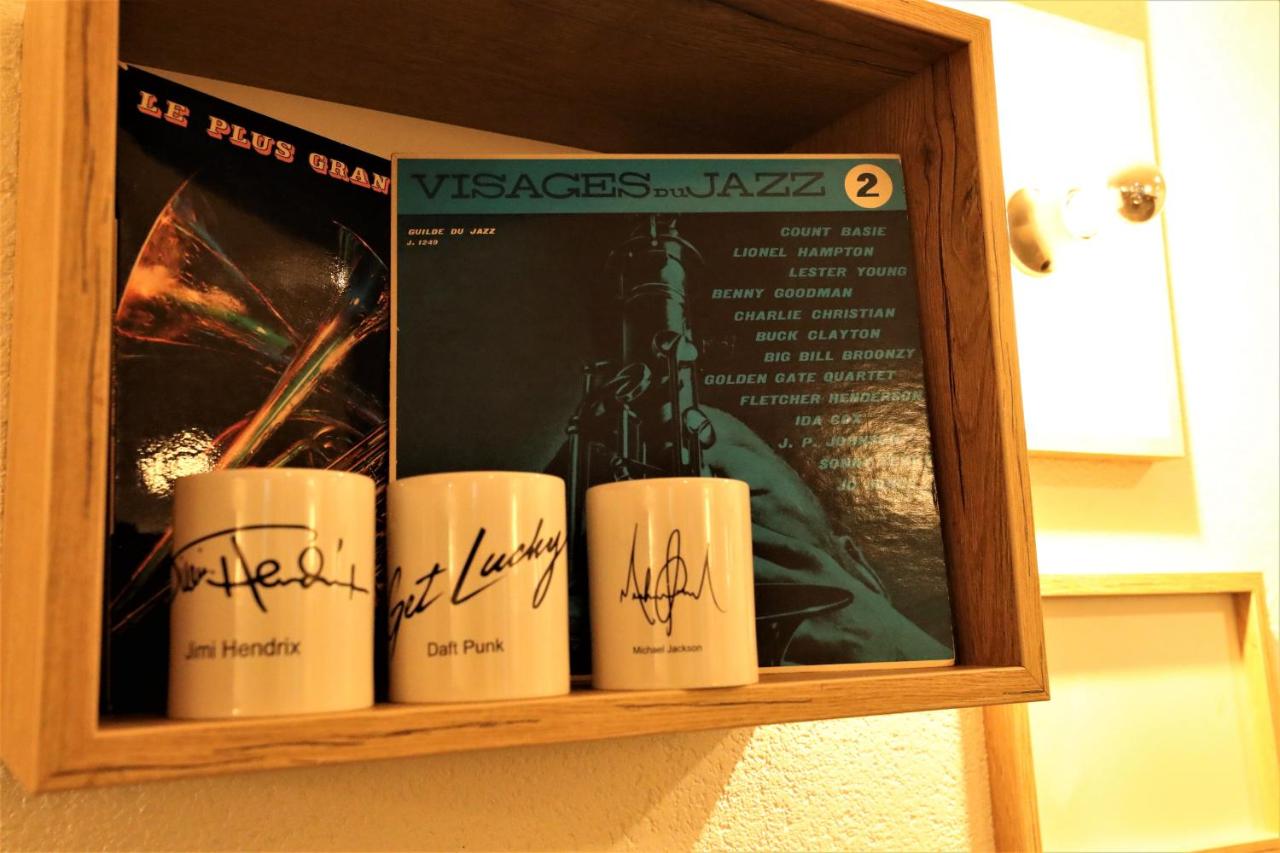 LE PLUS GRAN
VISAGES DU JAZZ 2
GUILDE DU JAZZ
J. 1249
COUNT BASIE
LIONEL HAMPTON
LESTER YOUNG
BENNY GOODMAN
CHARLIE CHRISTIAN
BUCK CLAYTON
BIG BILL BROONZY
GOLDEN GATE QUARTET
FLETCHER HENDERSON
IDA COX
J. P. JOHNSON
SONNY
JO
Jimi Hendrix
Jimi Hendrix
Get Lucky
Daft Punk
Michael Jackson